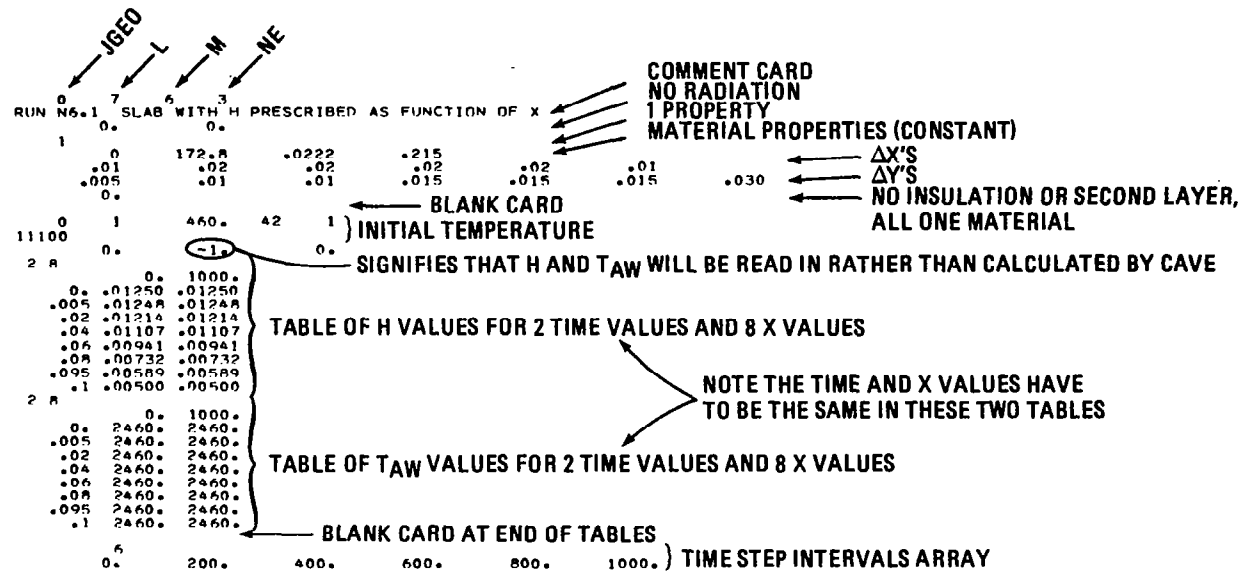 JGEO L M NE
0 7 6 3
RUN N6.1 SLAB WITH H PRESCRIBED AS FUNCTION OF X
COMMENT CARD
0. 0.
NO RADIATION
1
1 PROPERTY
0 172.8 .0222 .215
MATERIAL PROPERTIES (CONSTANT)
.01 .02 .02 .02 .02 .01
ΔX'S
.005 .01 .01 .015 .015 .015 .030
ΔY'S
0.
NO INSULATION OR SECOND LAYER,
ALL ONE MATERIAL
BLANK CARD
0 1 460. 42 1 ) INITIAL TEMPERATURE
11100
0. -1. 0.
SIGNIFIES THAT H AND TAW WILL BE READ IN RATHER THAN CALCULATED BY CAVE
2 8
0. 1000.
0. .01250 .01250
.005 .01248 .01248
.02 .01214 .01214
.04 .01107 .01107
.06 .00941 .00941
.08 .00732 .00732
.095 .00589 .00589
.1 .00500 .00500
TABLE OF H VALUES FOR 2 TIME VALUES AND 8 X VALUES
NOTE THE TIME AND X VALUES HAVE
TO BE THE SAME IN THESE TWO TABLES
2 8
0. 1000.
0. 2460. 2460.
.005 2460. 2460.
.02 2460. 2460.
.04 2460. 2460.
.06 2460. 2460.
.08 2460. 2460.
.095 2460. 2460.
.1 2460. 2460.
TABLE OF TAW VALUES FOR 2 TIME VALUES AND 8 X VALUES
BLANK CARD AT END OF TABLES
6
0. 200. 400. 600. 800. 1000. ) TIME STEP INTERVALS ARRAY